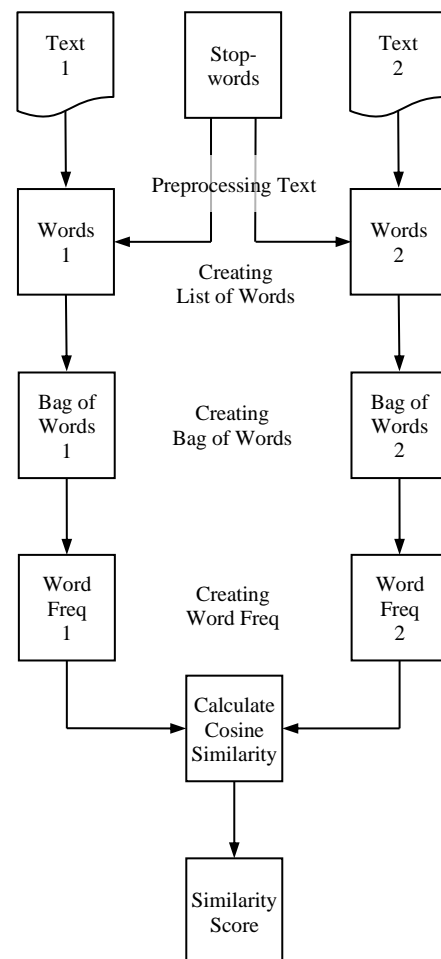 Text
1
Stop-
words
Text
2
Preprocessing Text
Words
1
Words
2
Creating
List of Words
Bag of
Words
1
Creating
Bag of Words
Bag of
Words
2
Word
Freq
1
Creating
Word Freq
Word
Freq
2
Calculate
Cosine
Similarity
Similarity
Score